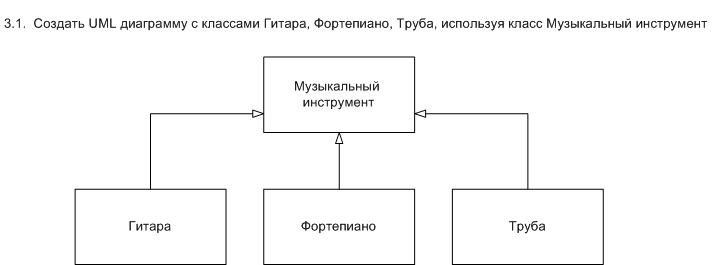 3.1. Создать UML диаграмму с классами Гитара, Фортепиано, Труба, используя класс Музыкальный инструмент
Музыкальный
инструмент
Гитара
Фортепиано
Труба